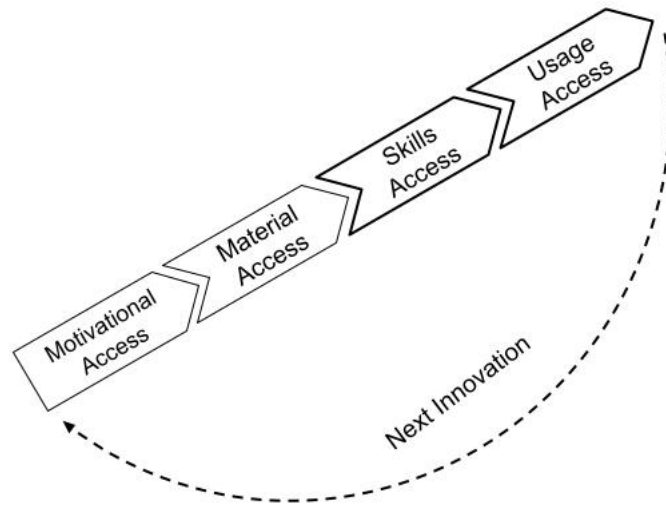 Motivational
Access
Material
Access
Skills
Access
Usage
Access
Next Innovation